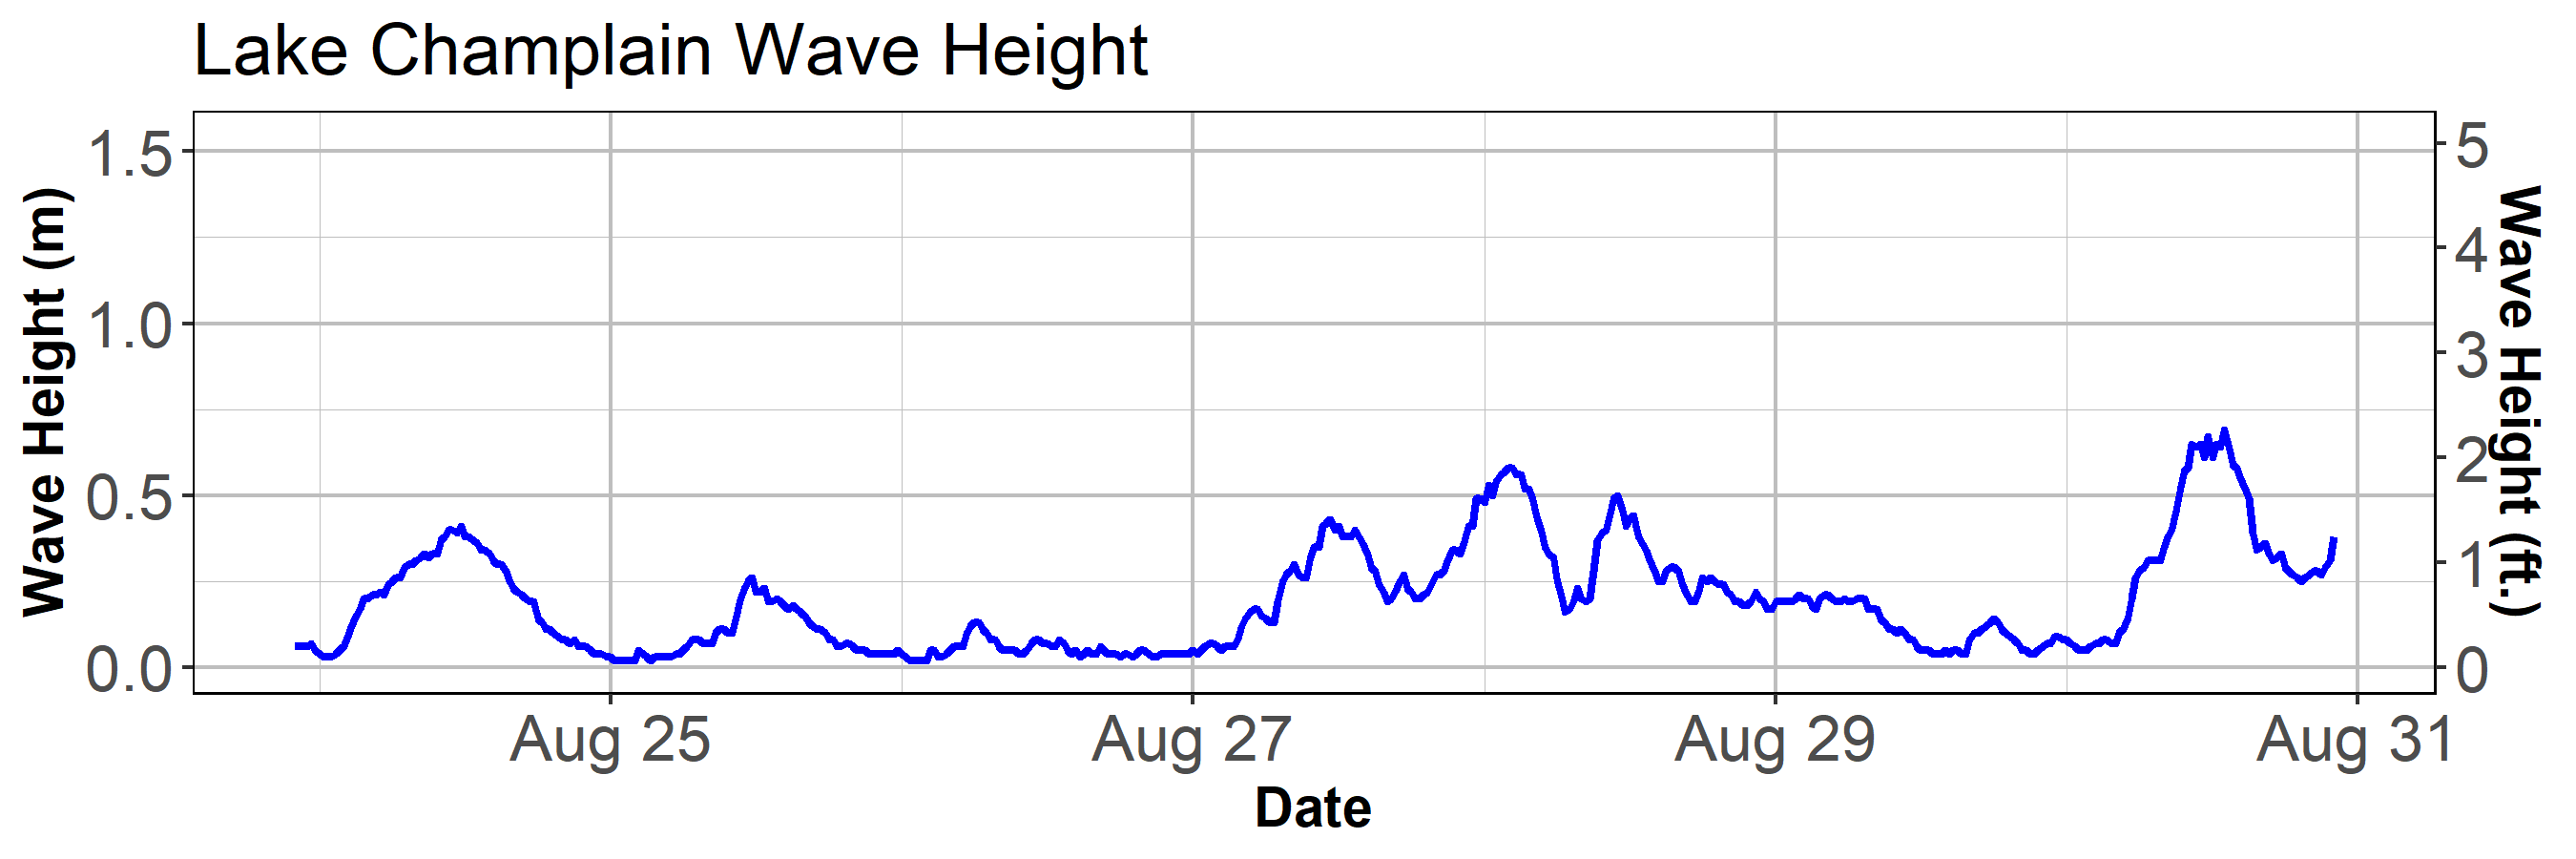 Lake Champlain Wave Height
Wave Height (m)
1.5
1.0
0.5
0.0
5
4
3
2
1
0
Wave Height (ft.)
Aug 25
Aug 27
Aug 29
Aug 31
Date